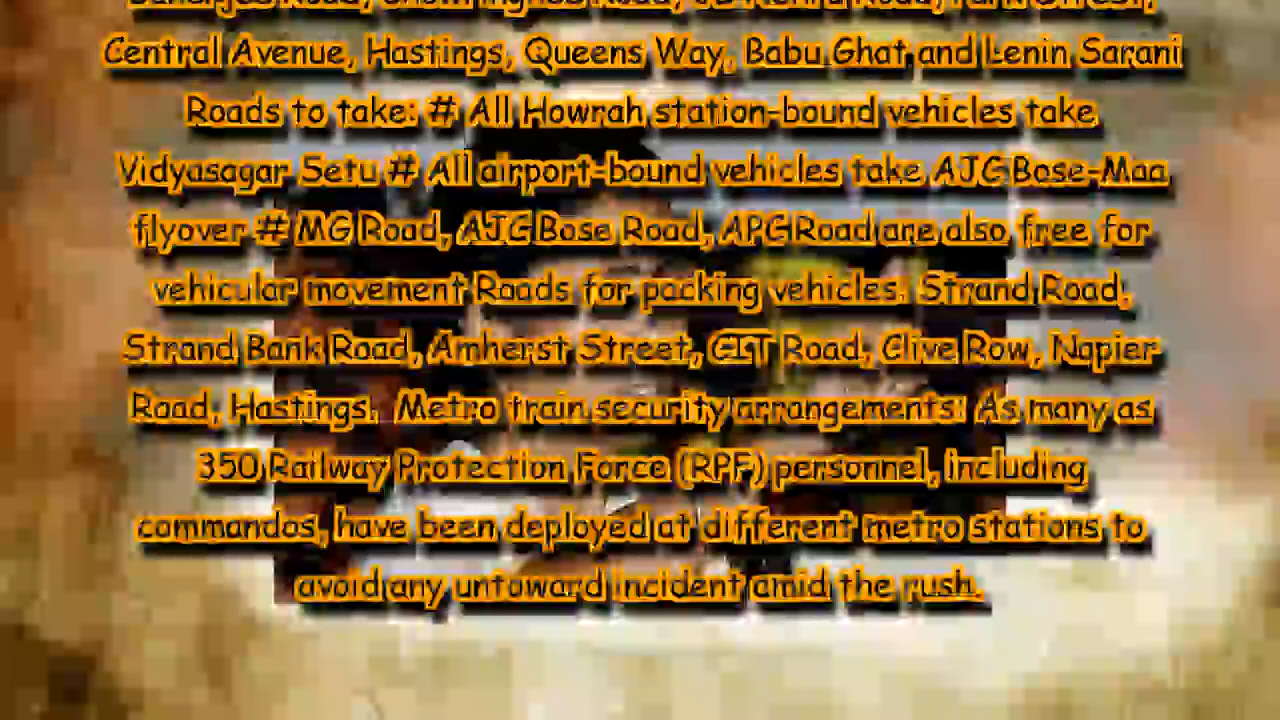 Banerjee Road,
Central Avenue, Hastings, Queens Way, Babu Ghat and Lenin Sarani
Roads to take: # All Howrah station-bound vehicles take
Vidyasagar Setu # All airport-bound vehicles take AJC Bose-Maa
flyover # MG Road, AJC Bose Road, APC Road are also free for
vehicular movement Roads for packing vehicles: Strand Road,
Strand Bank Road, Amherst Street, CIT Road, Clive Row, Napier
Road, Hastings. Metro train security arrangements: As many as
350 Railway Protection Force (RPF) personnel, including
commandos, have been deployed at different metro stations to
avoid any untoward incident amid the rush.